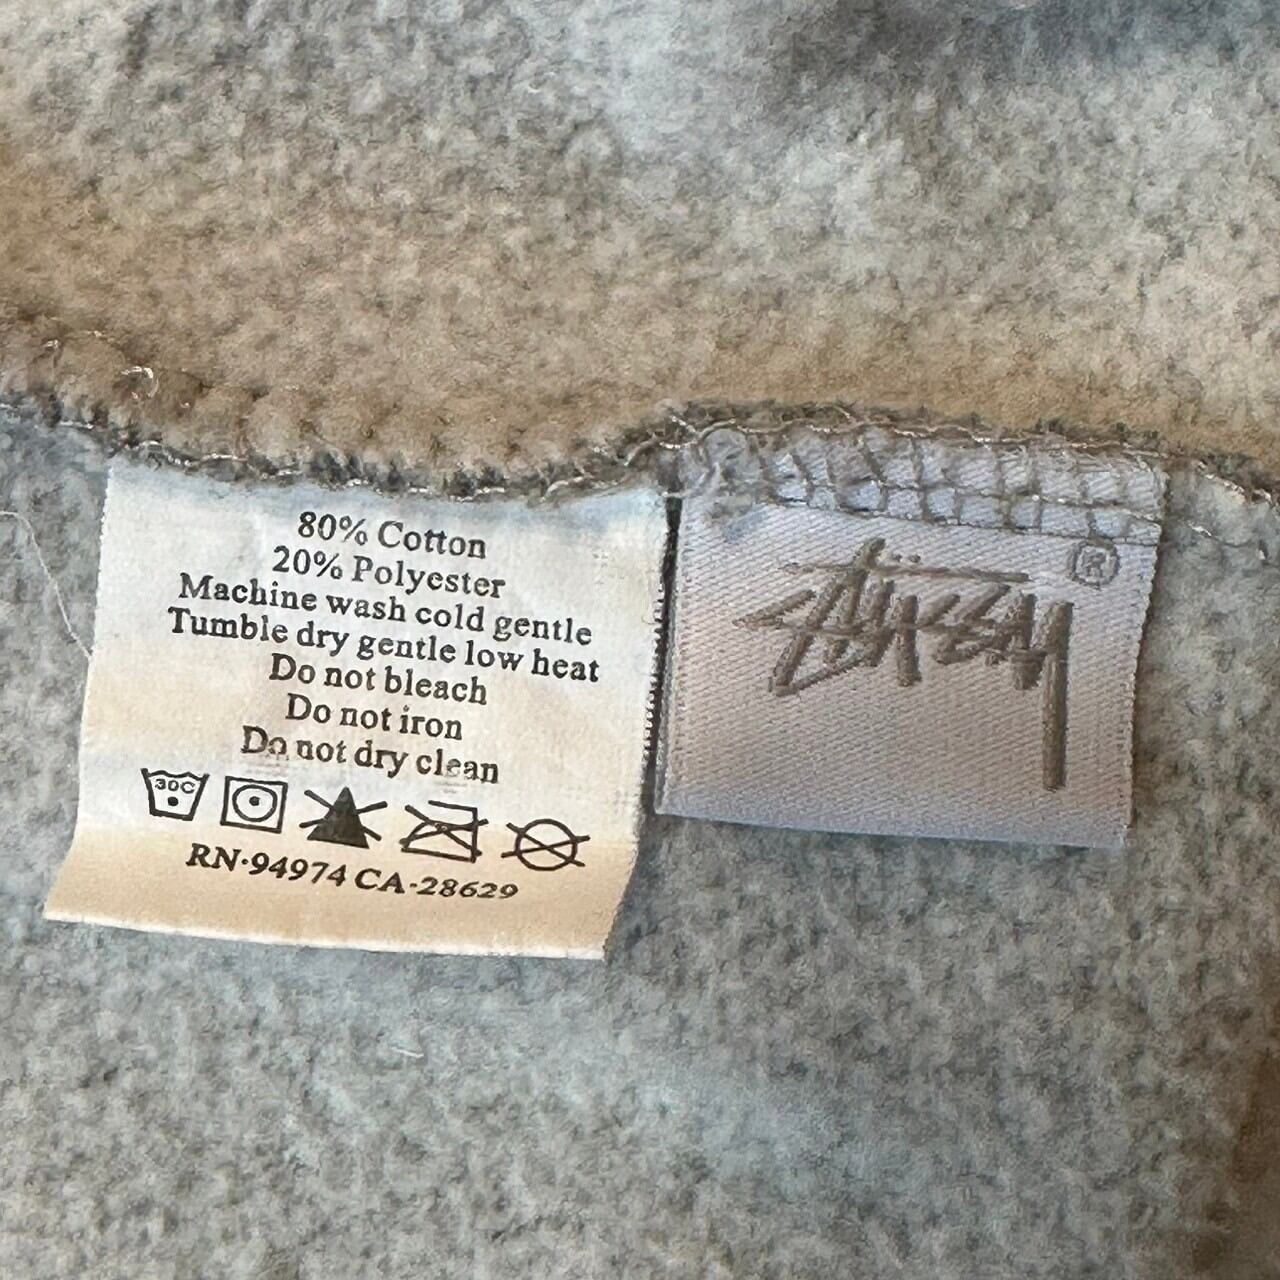 80% Cotton
20% Polyester
Machine wash cold gentle
Tumble dry gentle low heat
Do not bleach
Do not iron
Do not dry clean
30C
RN·94974 CA·28629
Stüssy ®